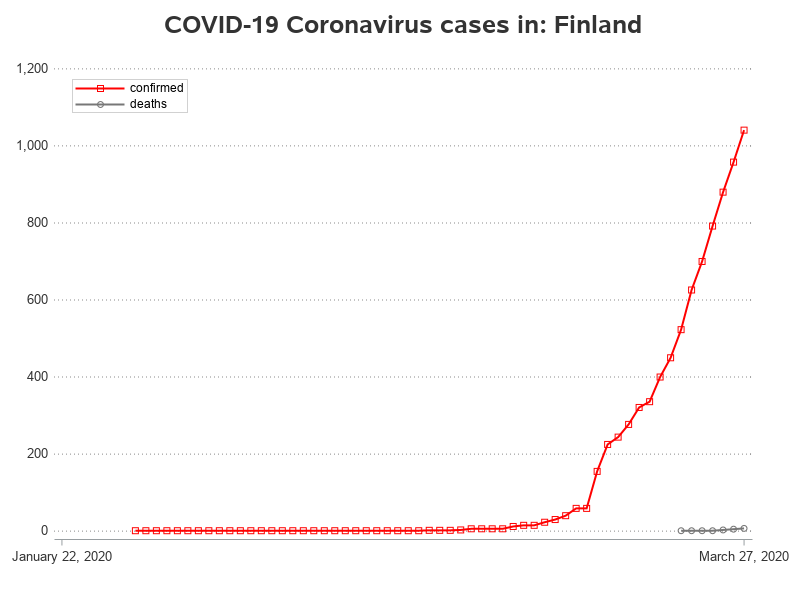 COVID-19 Coronavirus cases in: Finland
1,200
confirmed
deaths
1,000
800
600
400
200
0
January 22, 2020 March 27, 2020